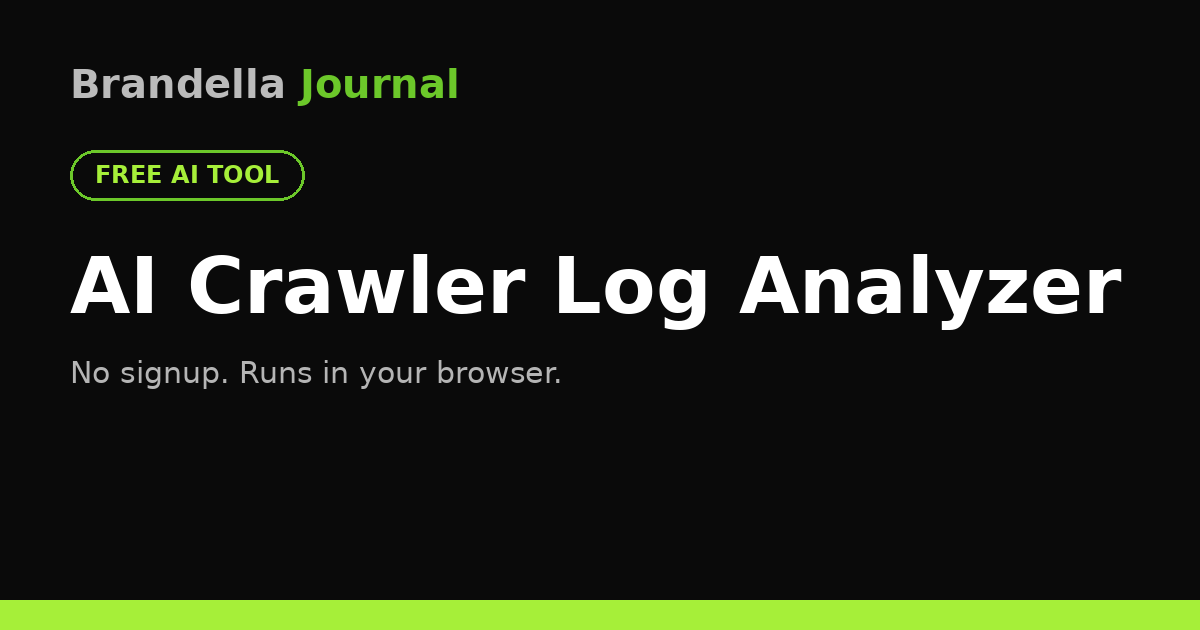 Brandella Journal
FREE AI TOOL
AI Crawler Log Analyzer
No signup. Runs in your browser.